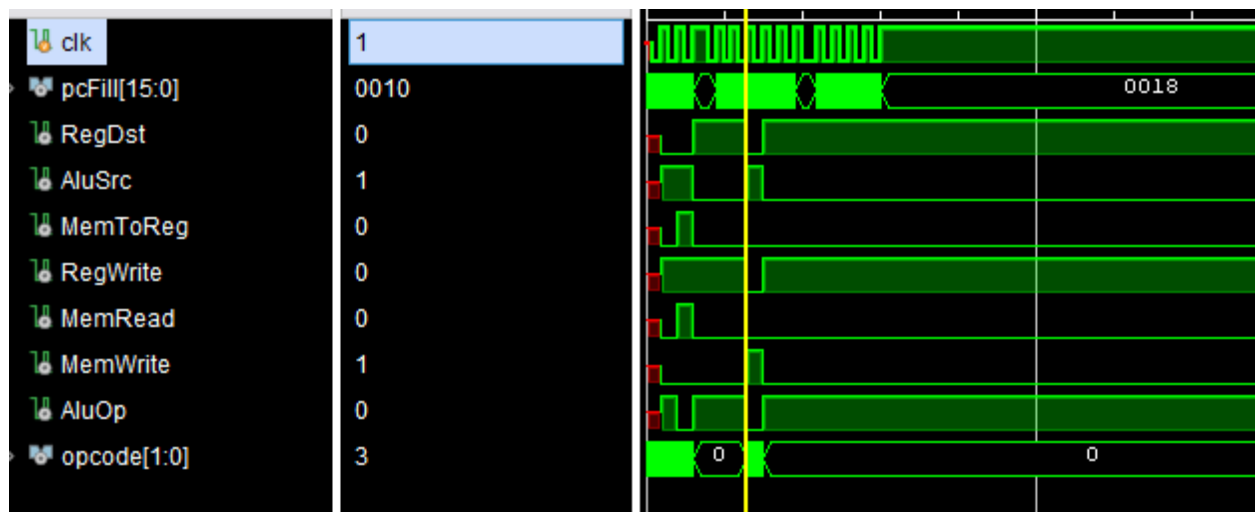 clk 1
pcFill[15:0] 0010 0018
RegDst 0
AluSrc 1
MemToReg 0
RegWrite 0
MemRead 0
MemWrite 1
AluOp 0
opcode[1:0] 3 0 0